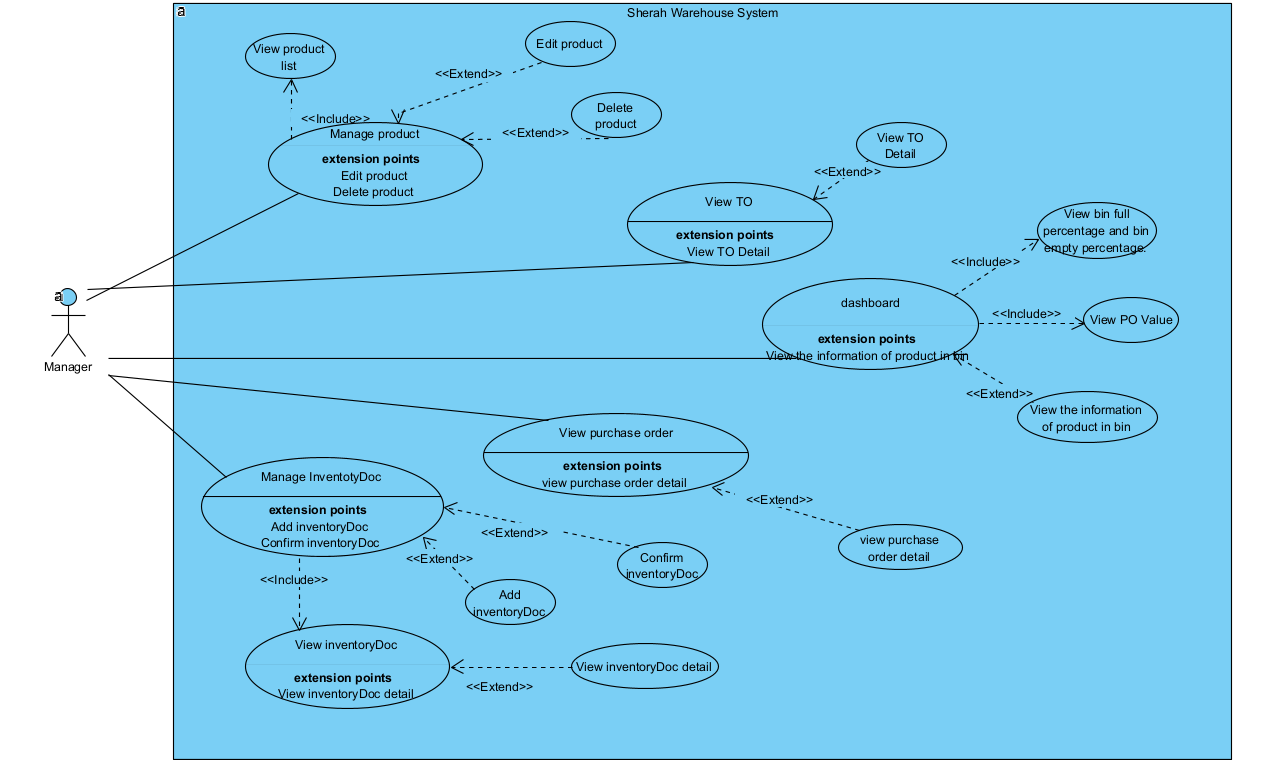 a
Sherah Warehouse System
View product
list
Edit product
<<Extend>>
Delete
product
<<Include>>
<<Extend>>
Manage product
extension points
Edit product
Delete product
View TO
Detail
<<Extend>>
View TO
extension points
View TO Detail
View bin full
percentage and bin
empty percentage.
<<Include>>
dashboard
extension points
View the information of product in bin
<<Include>>
View PO Value
<<Extend>>
View the information
of product in bin
a
Manager
View purchase order
extension points
view purchase order detail
<<Extend>>
view purchase
order detail
Manage InventotyDoc
extension points
Add inventoryDoc
Confirm inventoryDoc
<<Extend>>
Confirm
inventoryDoc
<<Extend>>
Add
inventoryDoc
<<Include>>
View inventoryDoc
extension points
View inventoryDoc detail
<<Extend>>
View inventoryDoc detail